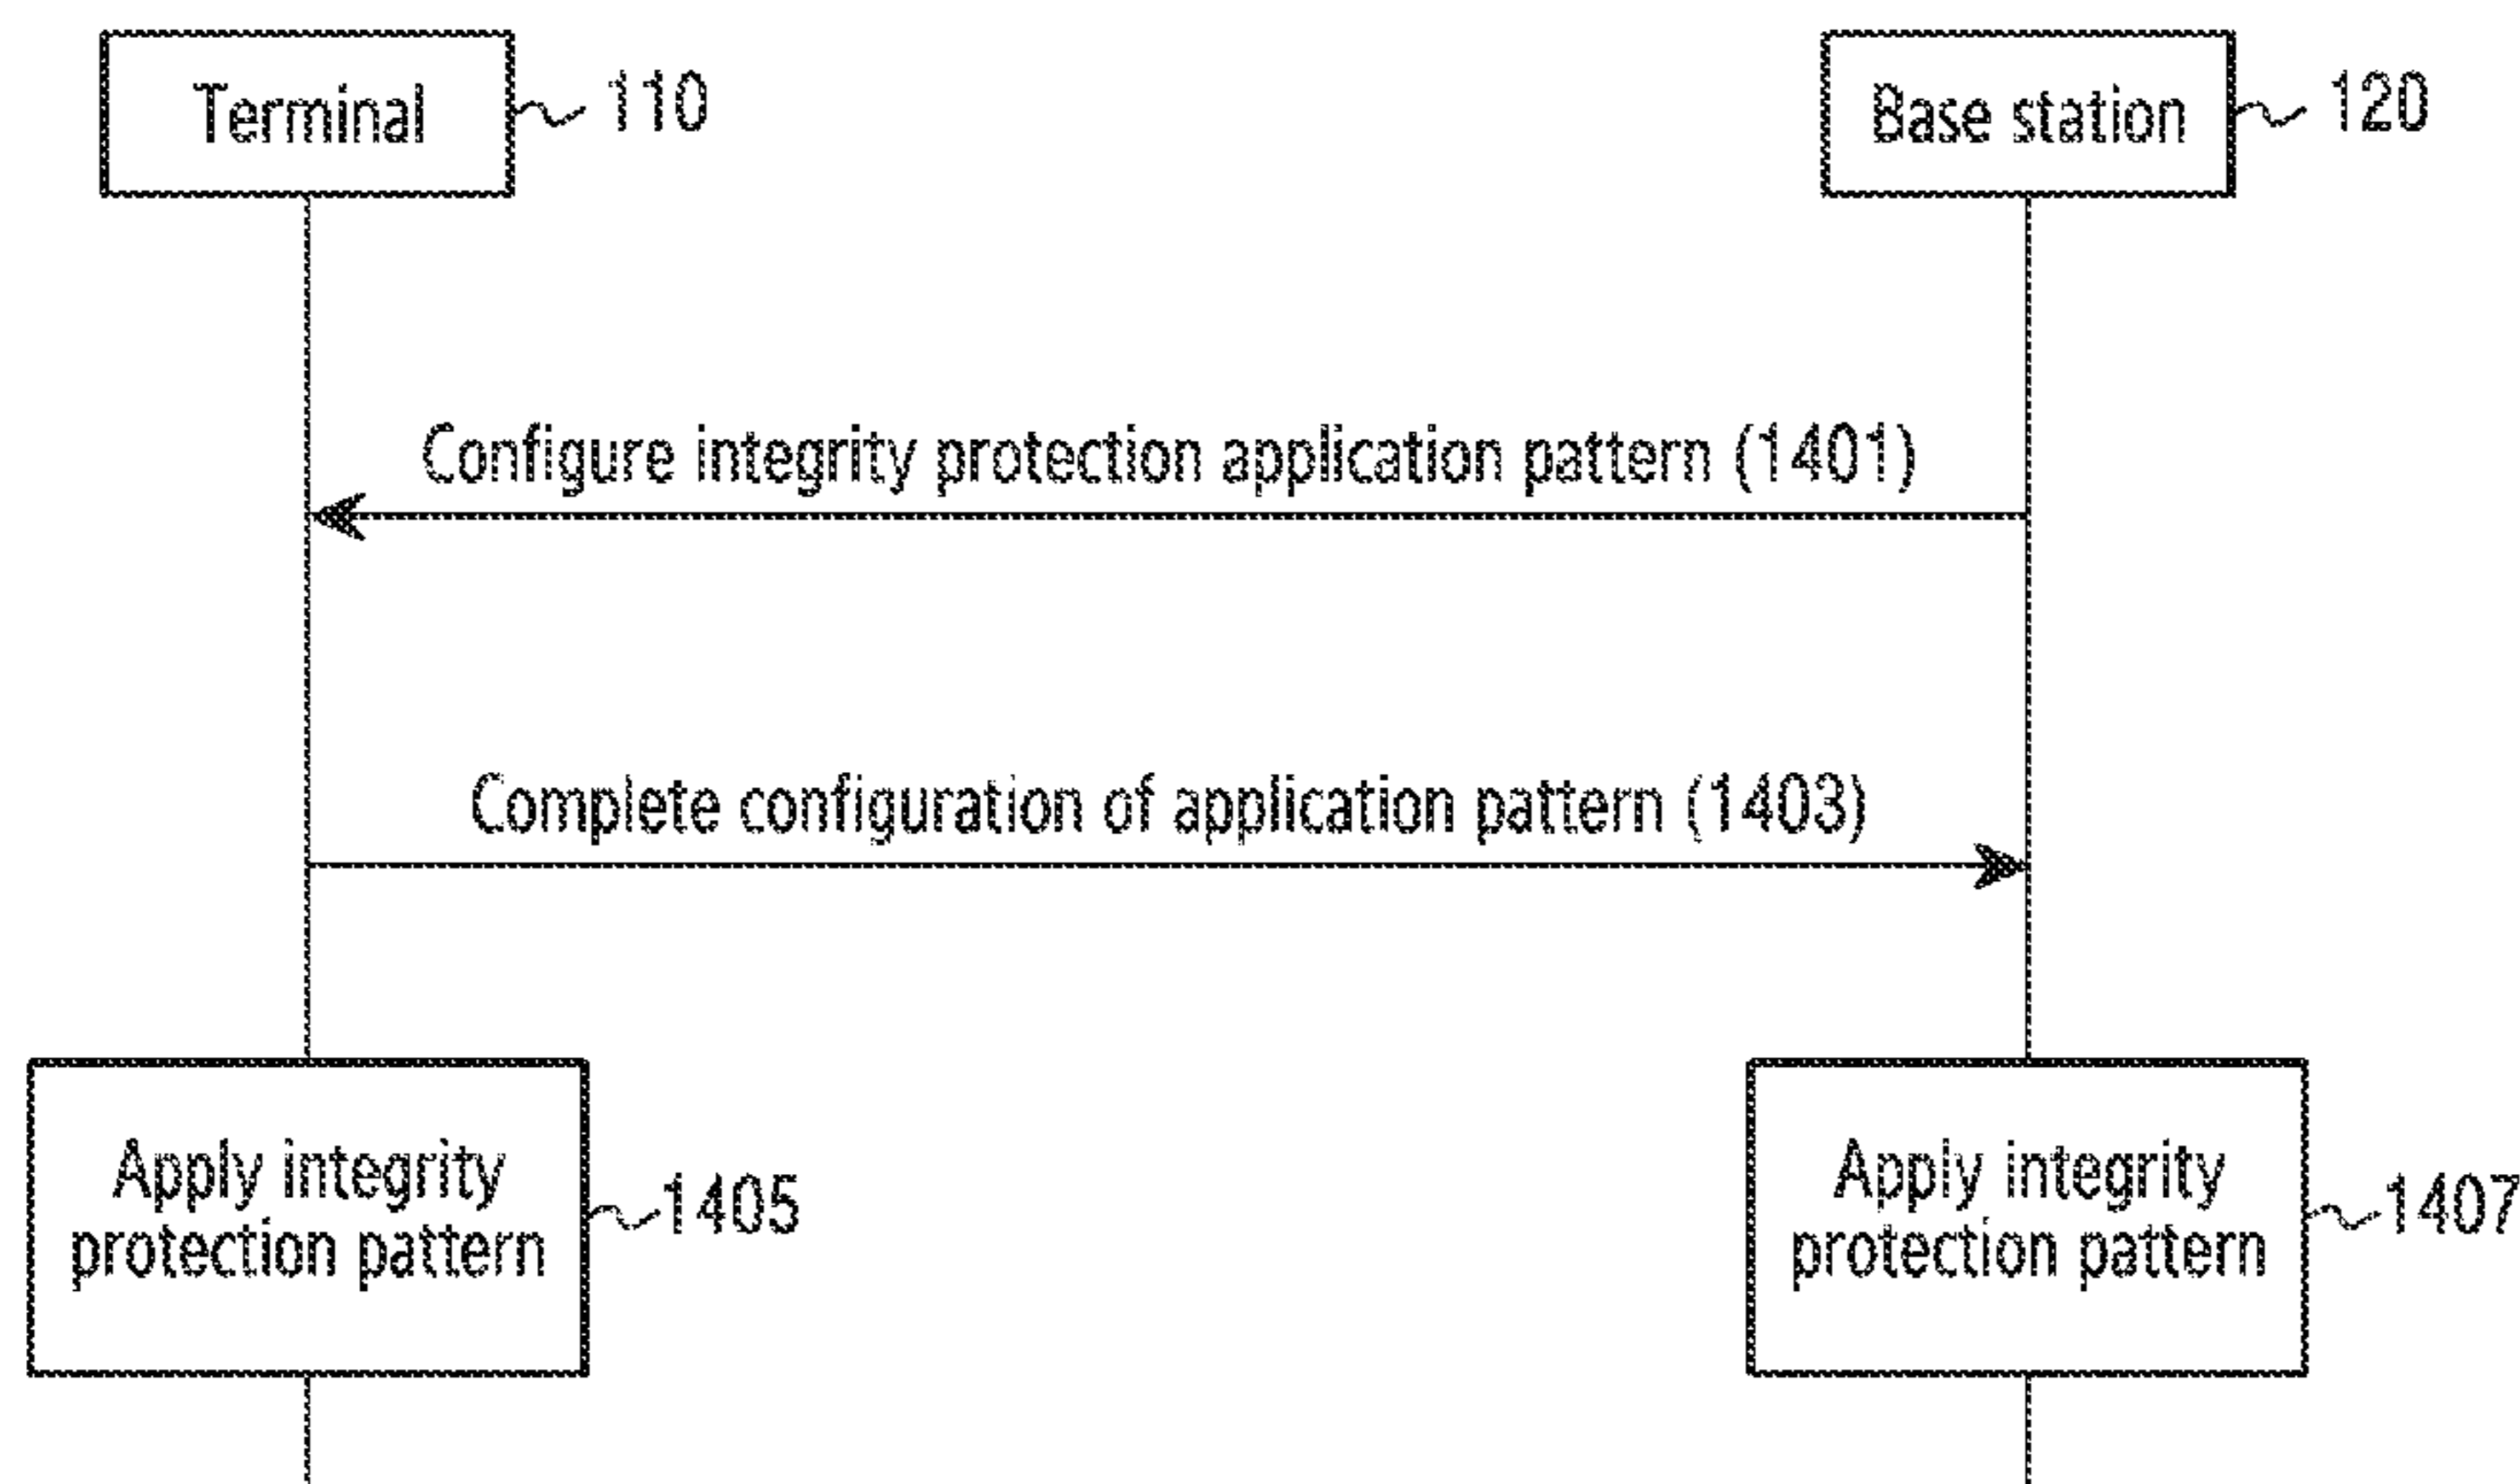 Terminal
110
Base station
120
Configure integrity protection application pattern (1401)
Complete configuration of application pattern (1403)
Apply integrity
protection pattern
1405
Apply integrity
protection pattern
1407